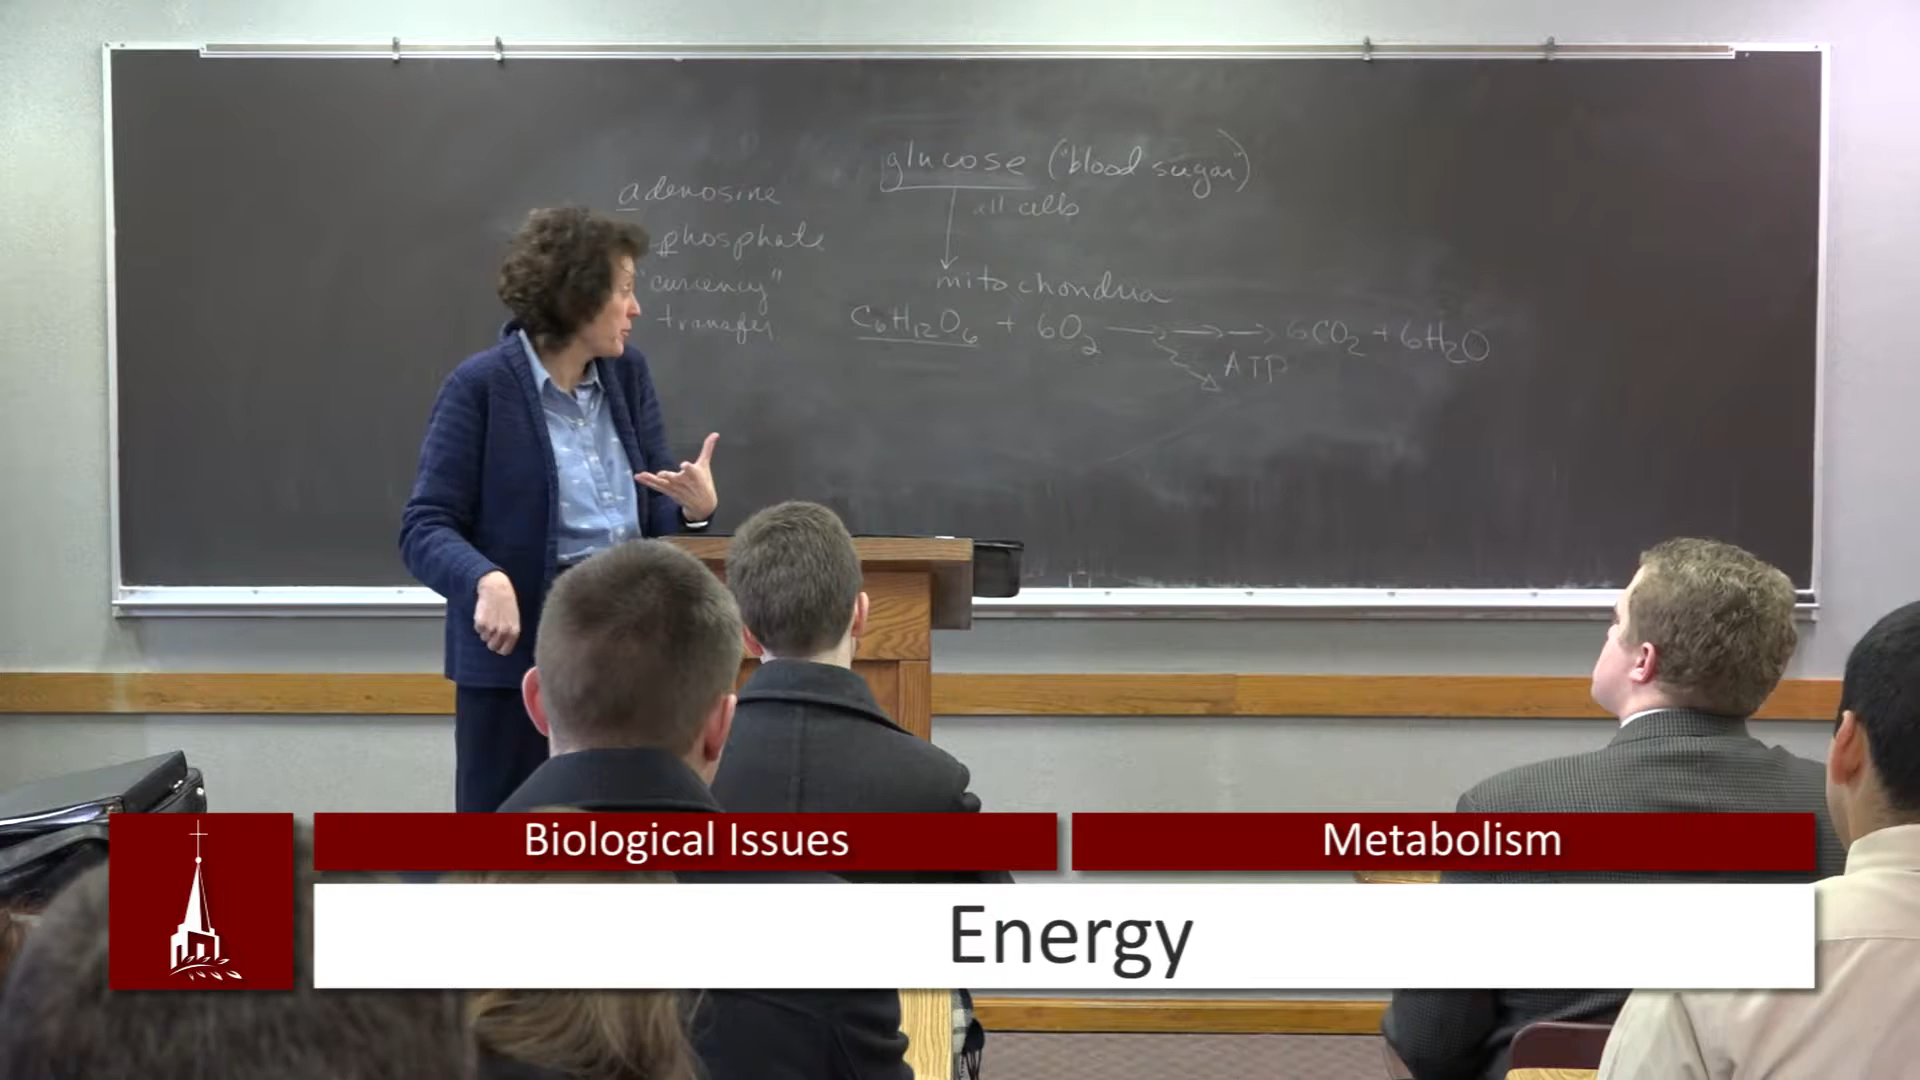 glucose ("blood sugar")
all cells
adenosine
phosphate
"currency"
transfer
mitochondria
C₆H₁₂O₆ + 6O₂ → → → 6CO₂ + 6H₂O
ATP
Biological Issues
Metabolism
Energy